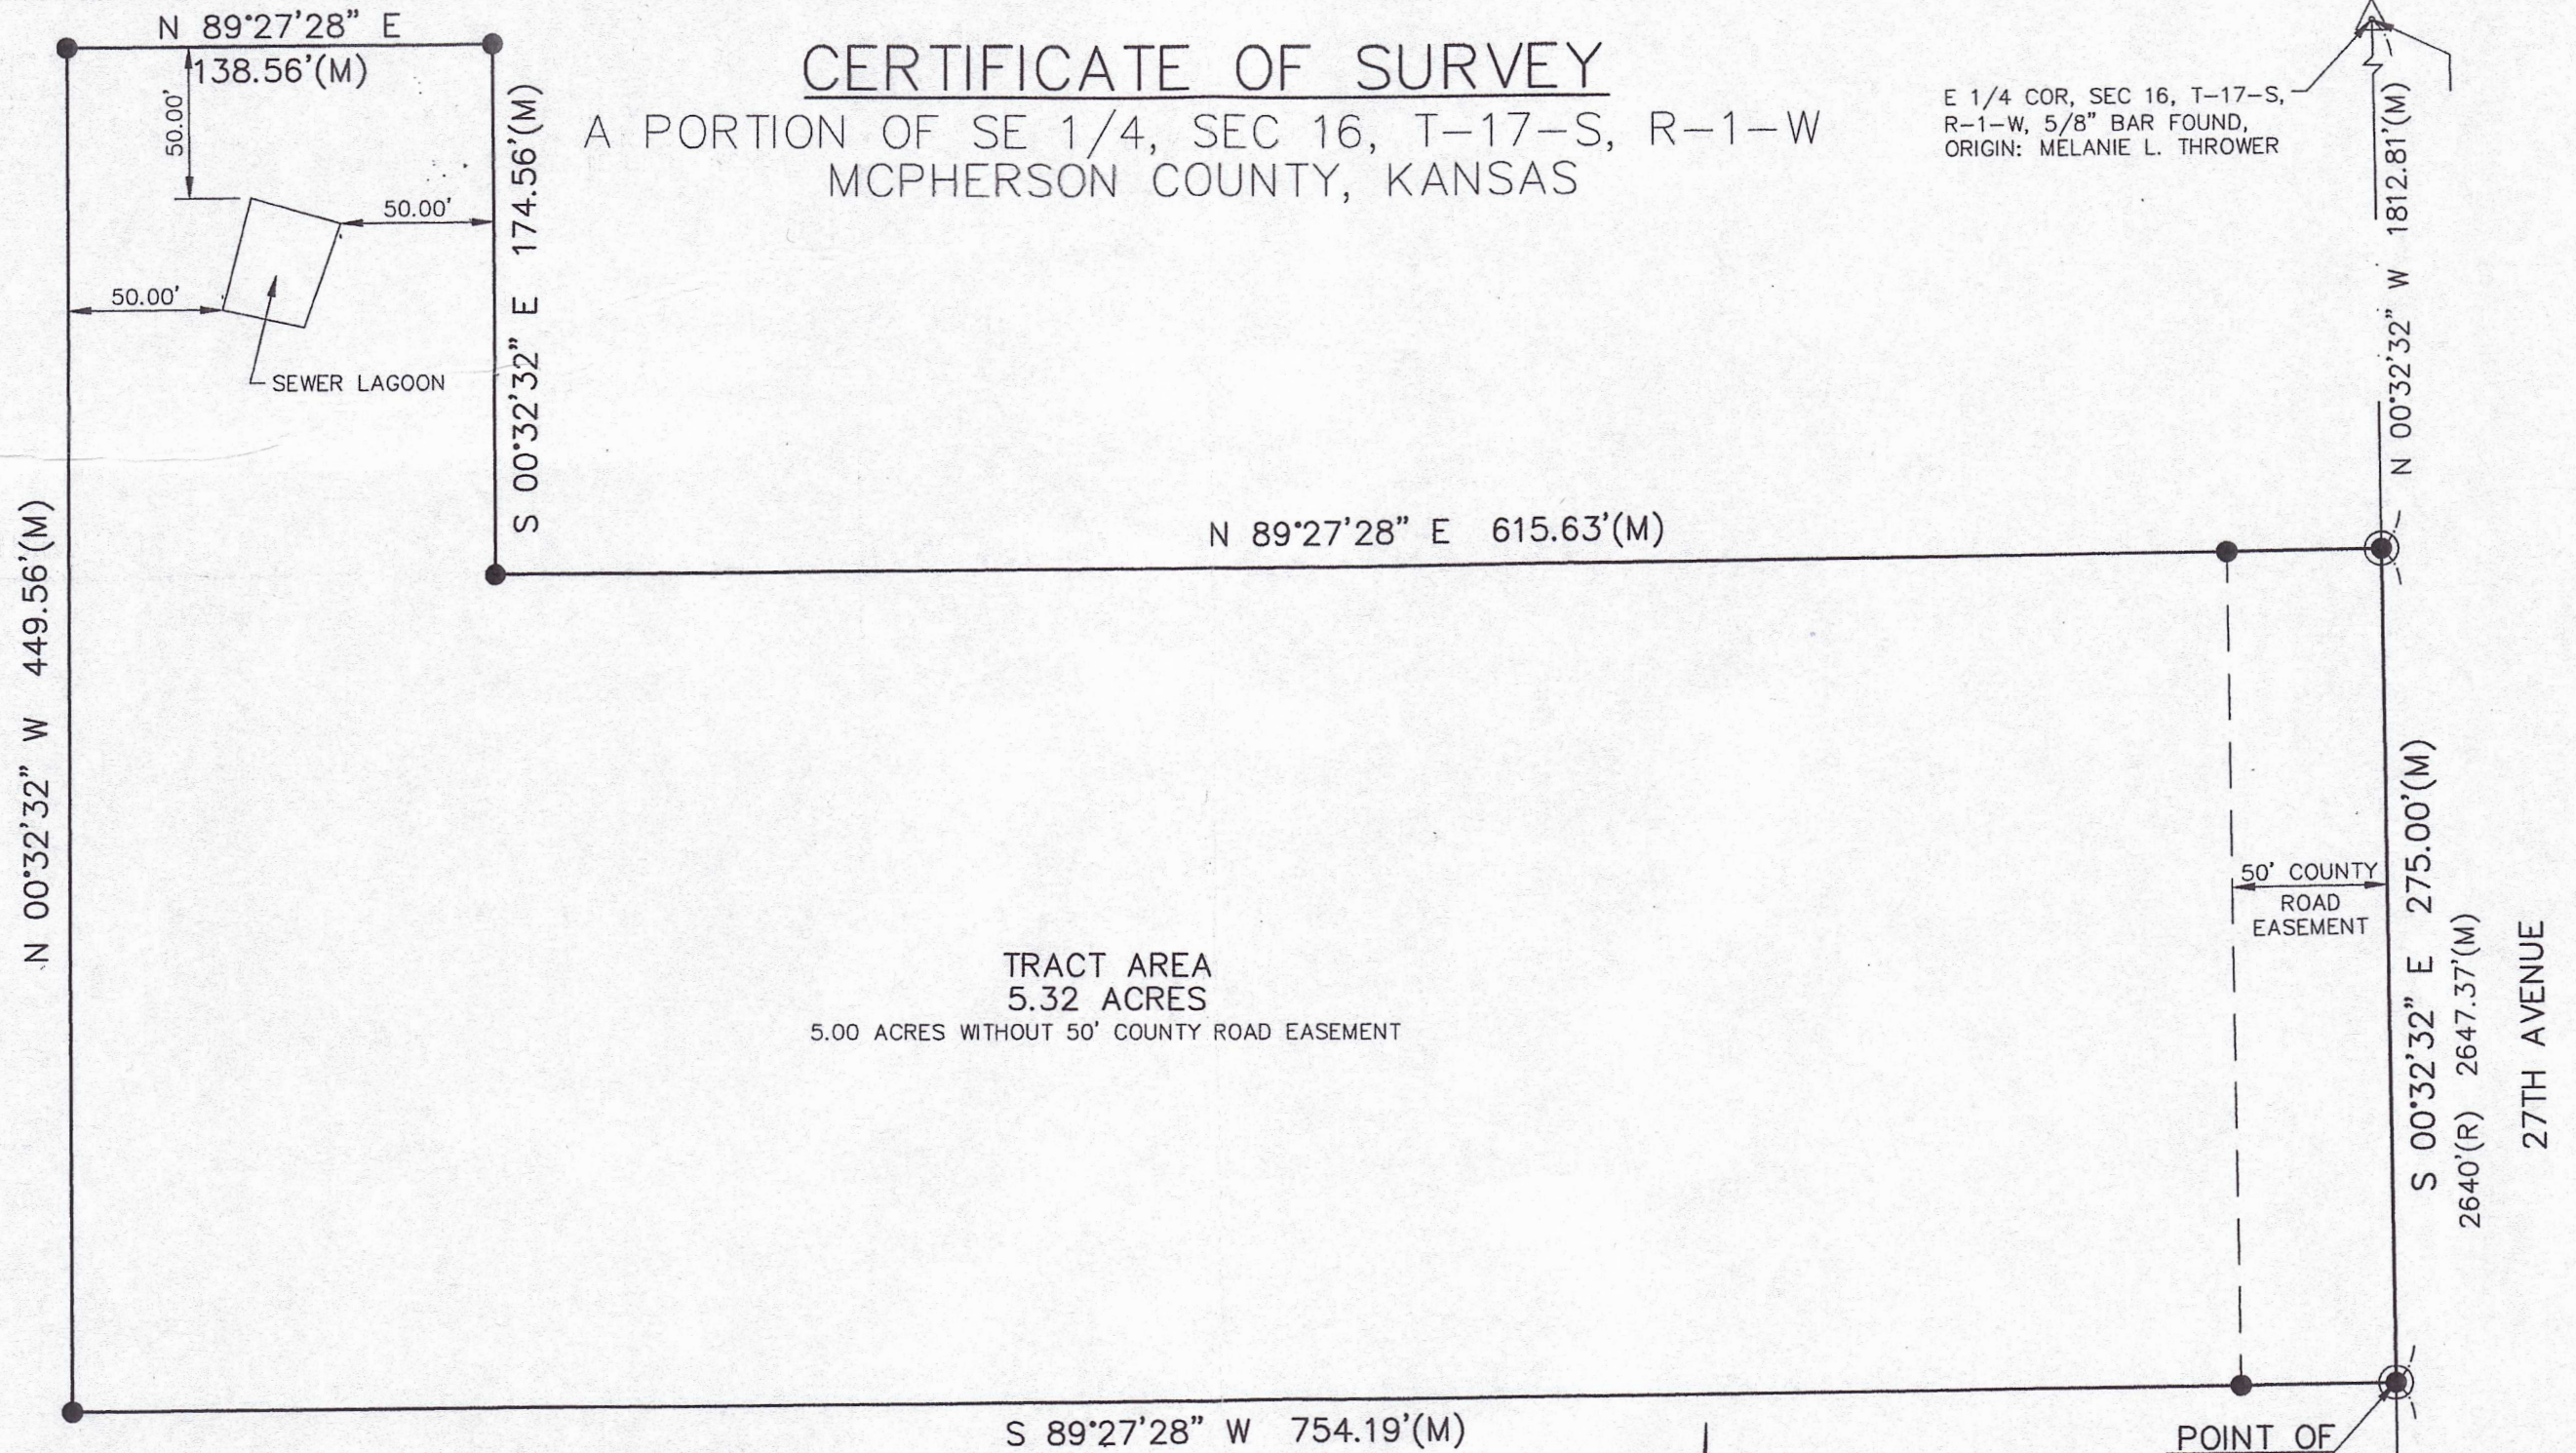 N 89°27'28" E
138.56'(M)
50.00'
50.00'
50.00'
SEWER LAGOON
S 00°32'32" E 174.56'(M)
CERTIFICATE OF SURVEY
A PORTION OF SE 1/4, SEC 16, T-17-S, R-1-W
MCPHERSON COUNTY, KANSAS
E 1/4 COR, SEC 16, T-17-S,
R-1-W, 5/8" BAR FOUND,
ORIGIN: MELANIE L. THROWER
N 00°32'32" W 1812.81'(M)
N 00°32'32" W 449.56'(M)
N 89°27'28" E 615.63'(M)
50' COUNTY
ROAD
EASEMENT
S 00°32'32" E 275.00'(M)
2640'(R) 2647.37'(M)
27TH AVENUE
TRACT AREA
5.32 ACRES
5.00 ACRES WITHOUT 50' COUNTY ROAD EASEMENT
S 89°27'28" W 754.19'(M)
POINT OF